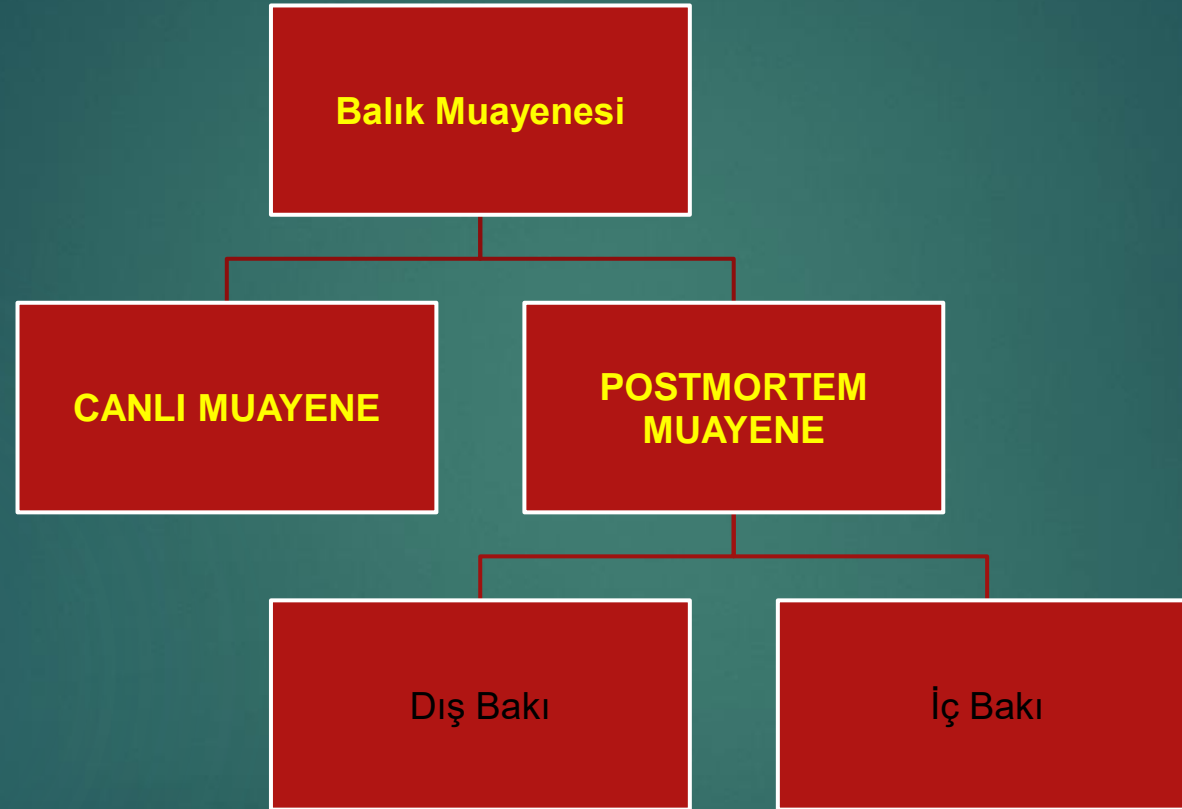 Balık Muayenesi
CANLI MUAYENE
POSTMORTEM
MUAYENE
Dış Bakı
İç Bakı